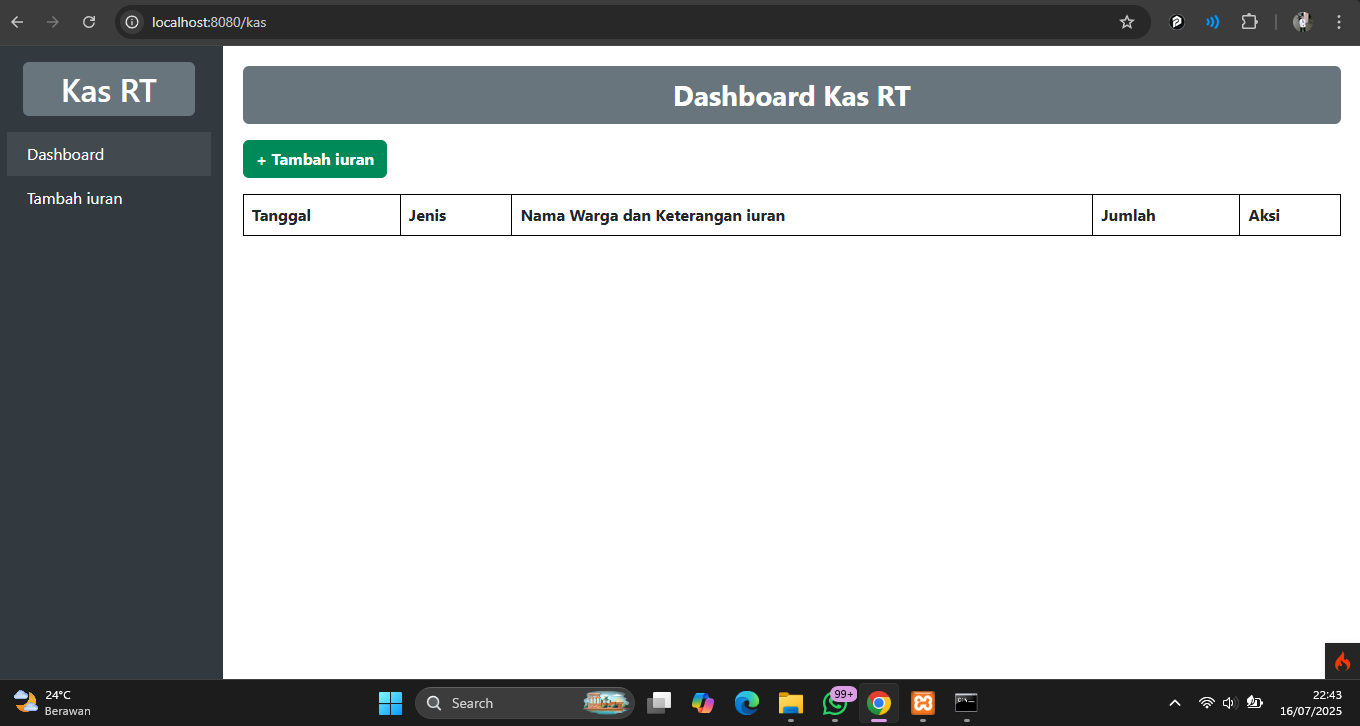 localhost:8080/kas
Kas RT
Dashboard
Tambah iuran
Dashboard Kas RT
+ Tambah iuran
Tanggal Jenis Nama Warga dan Keterangan iuran Jumlah Aksi
24°C
Berawan
Search
99+
22:43
16/07/2025